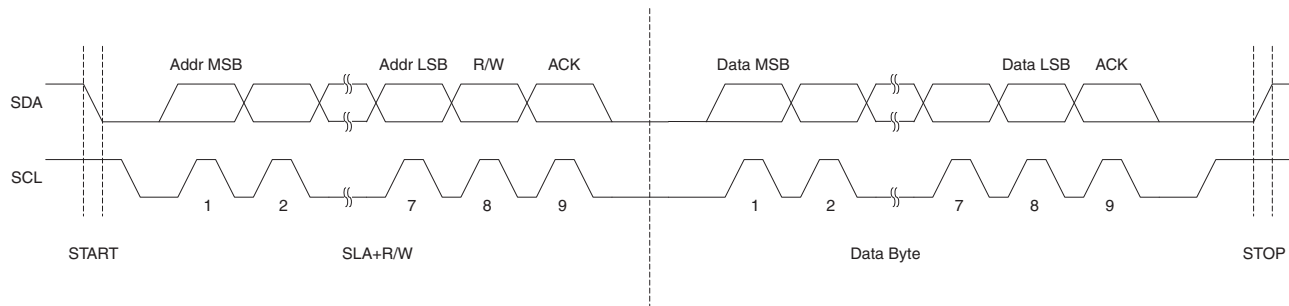 Addr MSB Addr LSB R/W ACK Data MSB Data LSB ACK
SDA
SCL
1 2 7 8 9 1 2 7 8 9
START SLA+R/W Data Byte STOP